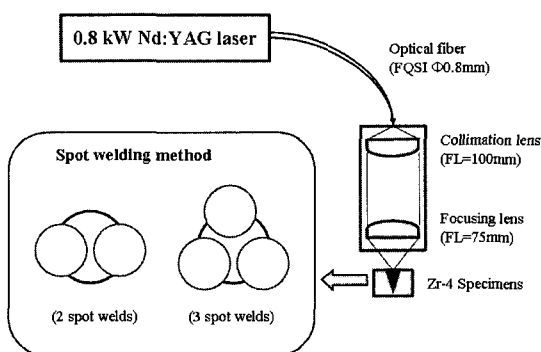 0.8 kW Nd:YAG laser
Optical fiber
(FQSI Φ0.8mm)
Collimation lens
(FL=100mm)
Spot welding method
Focusing lens
(FL=75mm)
Zr-4 Specimens
(2 spot welds)
(3 spot welds)